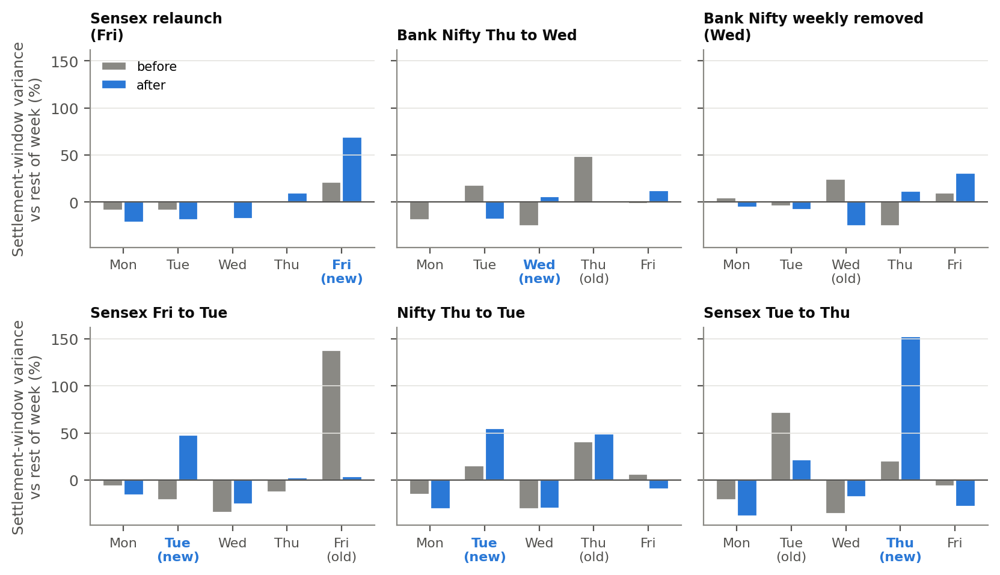 Sensex relaunch
(Fri)
Bank Nifty Thu to Wed
Bank Nifty weekly removed
(Wed)
Settlement-window variance
vs rest of week (%)
150
100
50
0
before
after
Mon Tue Wed Thu Fri
(new)
Mon Tue Wed Thu Fri
(new) (old)
Mon Tue Wed Thu Fri
(old)
Sensex Fri to Tue
Nifty Thu to Tue
Sensex Tue to Thu
Settlement-window variance
vs rest of week (%)
150
100
50
0
Mon Tue Wed Thu Fri
(new) (old)
Mon Tue Wed Thu Fri
(new) (old)
Mon Tue Wed Thu Fri
(old) (new)